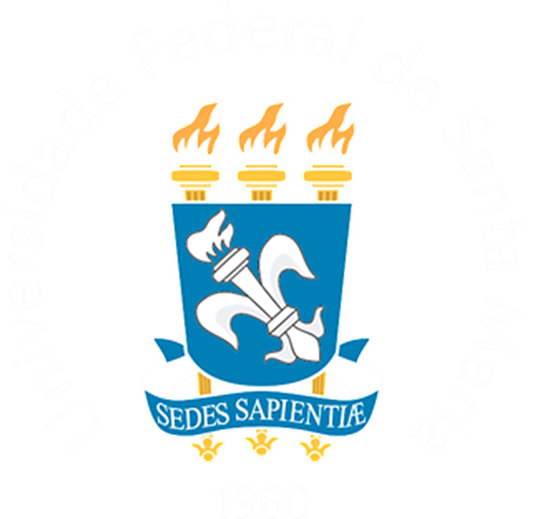 Universidade Federal de Santa Maria
SEDES SAPIENTIÆ
1960